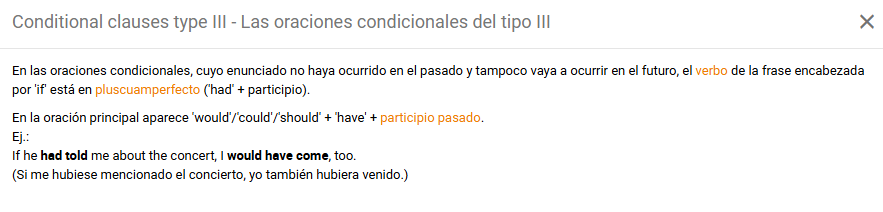 Conditional clauses type III - Las oraciones condicionales del tipo III
En las oraciones condicionales, cuyo enunciado no haya ocurrido en el pasado y tampoco vaya a ocurrir en el futuro, el verbo de la frase encabezada
por 'if' está en pluscuamperfecto ('had' + participio).
En la oración principal aparece 'would'/'could'/'should' + 'have' + participio pasado.
Ej.:
If he had told me about the concert, I would have come, too.
(Si me hubiese mencionado el concierto, yo también hubiera venido.)